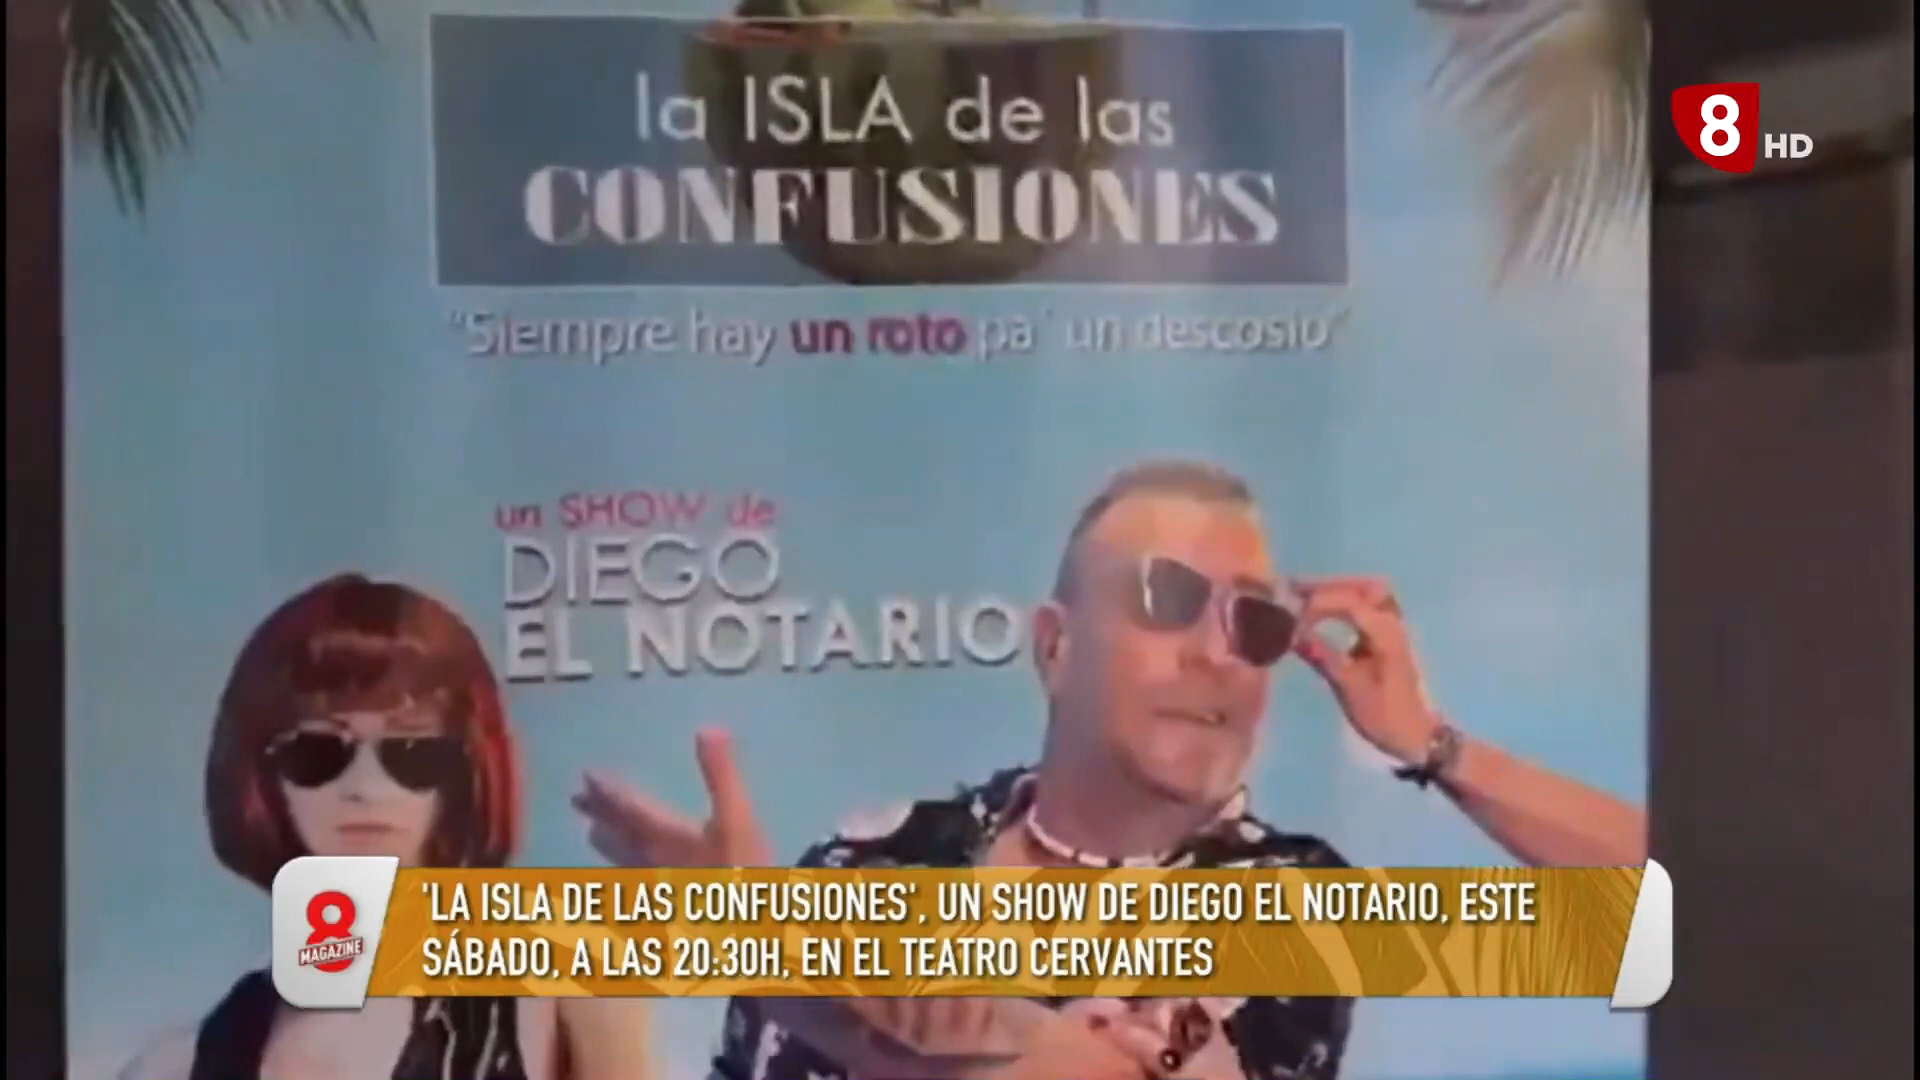 la ISLA de las
CONFUSIONES
"Siempre hay un roto pa' un descosío"
un SHOW de
DIEGO
EL NOTARIO
8 HD
8
MAGAZINE
'LA ISLA DE LAS CONFUSIONES', UN SHOW DE DIEGO EL NOTARIO, ESTE
SÁBADO, A LAS 20:30H, EN EL TEATRO CERVANTES